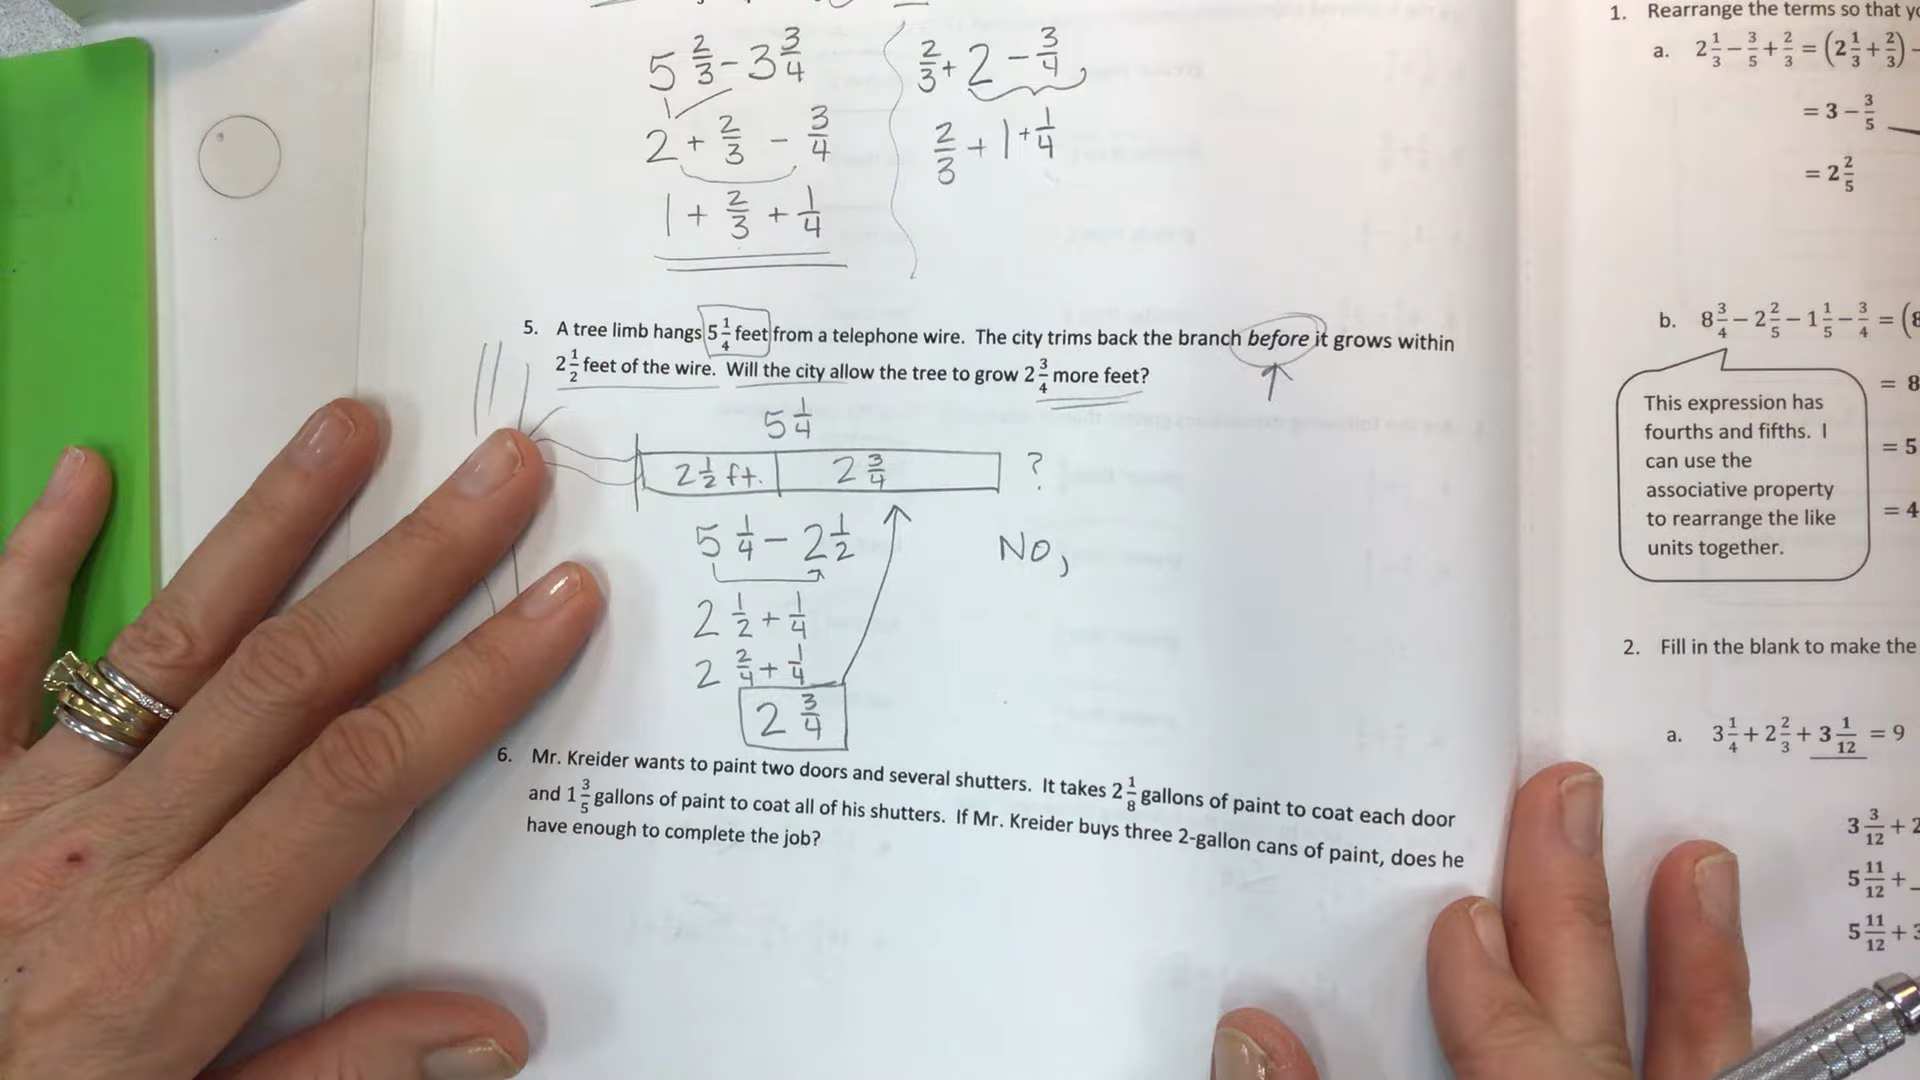 5 2/3 - 3 3/4
2 + 2/3 - 3/4
1 + 2/3 + 1/4
2/3 + 2 - 3/4
2/3 + 1 + 1/4
5. A tree limb hangs 5 1/4 feet from a telephone wire. The city trims back the branch before it grows within
2 1/2 feet of the wire. Will the city allow the tree to grow 2 3/4 more feet?
5 1/4
2 1/2 ft. 2 3/4 ?
5 1/4 - 2 1/2
No,
2 1/2 + 1/4
2 2/4 + 1/4
2 3/4
6. Mr. Kreider wants to paint two doors and several shutters. It takes 2 1/8 gallons of paint to coat each door
and 1 3/5 gallons of paint to coat all of his shutters. If Mr. Kreider buys three 2-gallon cans of paint, does he
have enough to complete the job?
1. Rearrange the terms so that
a. 2 1/3 - 3/5 + 2/3 = (2 1/3 + 2/3) -
= 3 - 3/5
= 2 2/5
b. 8 3/4 - 2 2/5 - 1 1/5 - 3/4 = (8
= 8
= 5
= 4
This expression has
fourths and fifths. I
can use the
associative property
to rearrange the like
units together.
2. Fill in the blank to make the
a. 3 1/4 + 2 2/3 + 3 1/12 = 9
3 3/12 + 2
5 11/12 + _
5 11/12 + 3